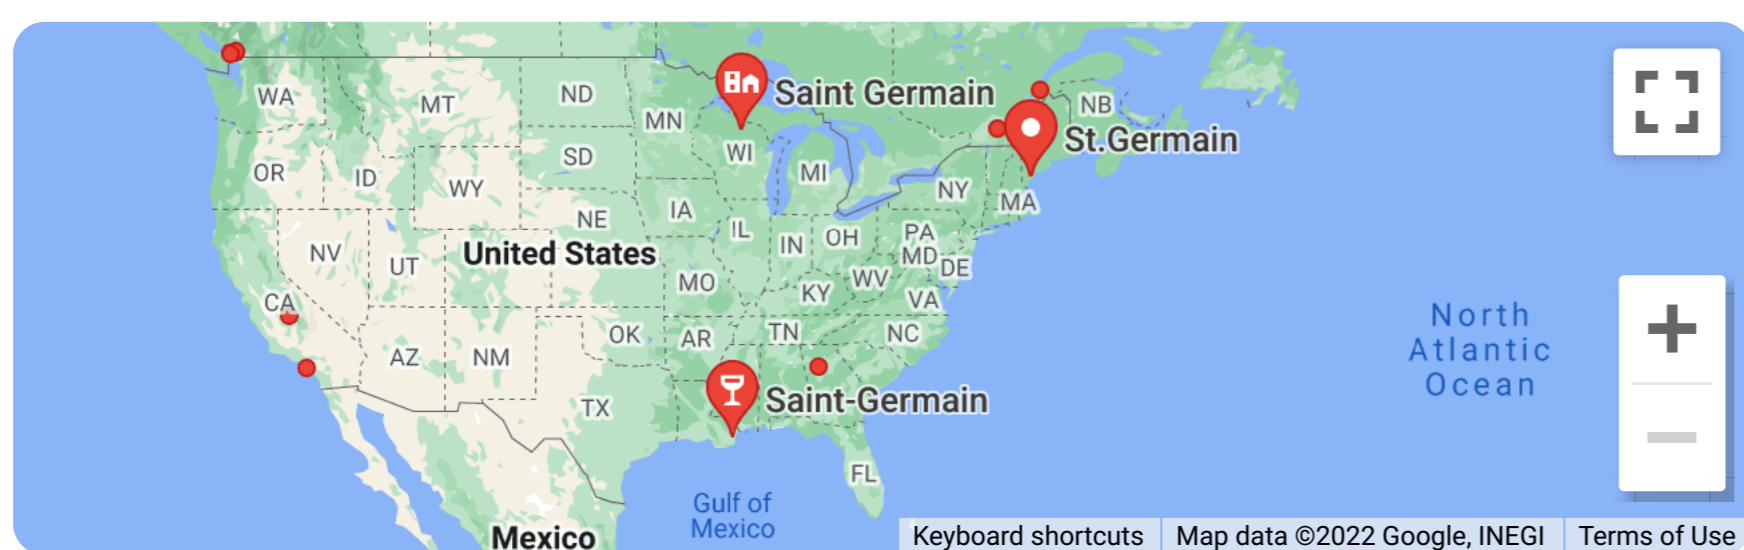 Saint Germain
WA
MT
ND
NB
MN
St.Germain
WI
SD
OR
ID
MI
WY
NY
MA
IA
NE
IL
IN
OH
PA
NV
United States
MD
UT
DE
MO
WV
KY
VA
CA
North
Atlantic
Ocean
OK
AR
TN
NC
AZ
NM
Saint-Germain
TX
FL
Gulf of
Mexico
Mexico
Keyboard shortcuts
Map data ©2022 Google, INEGI
Terms of Use